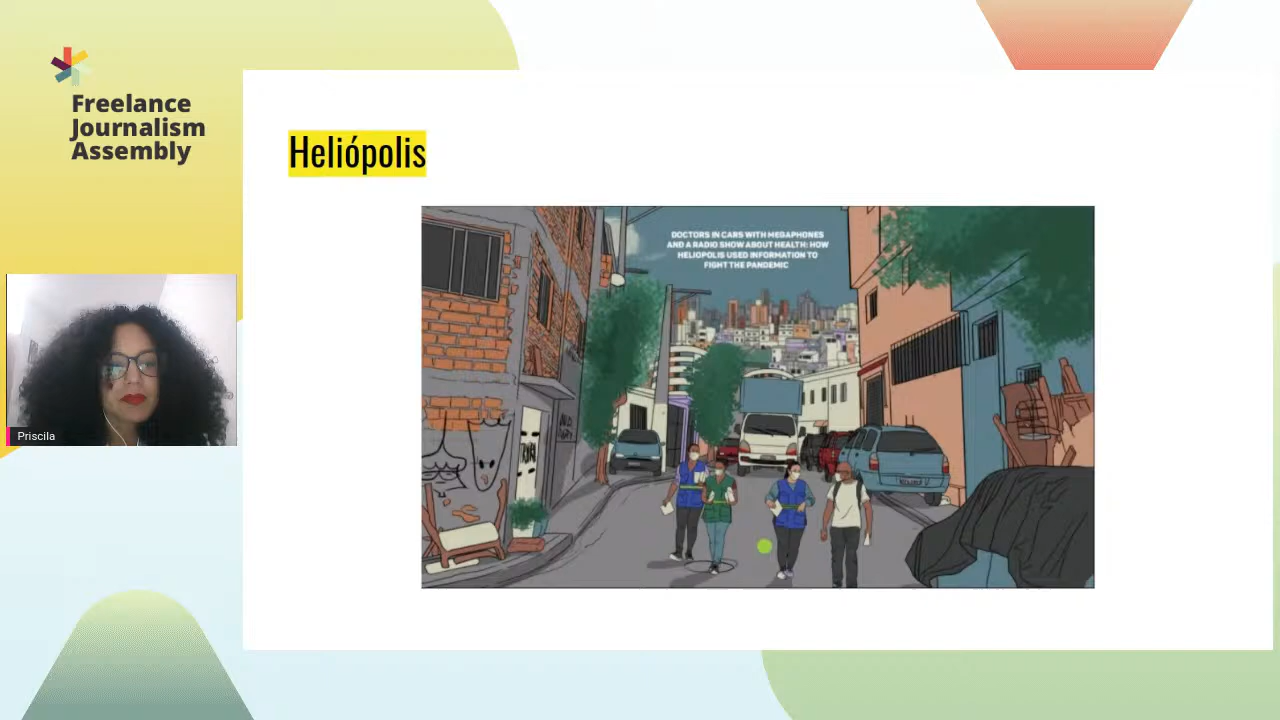 Freelance
Journalism
Assembly
Heliópolis
DOCTORS IN CARS WITH MEGAPHONES
AND A RADIO SHOW ABOUT HEALTH: HOW
HELIOPOLIS USED INFORMATION TO
FIGHT THE PANDEMIC
Priscila